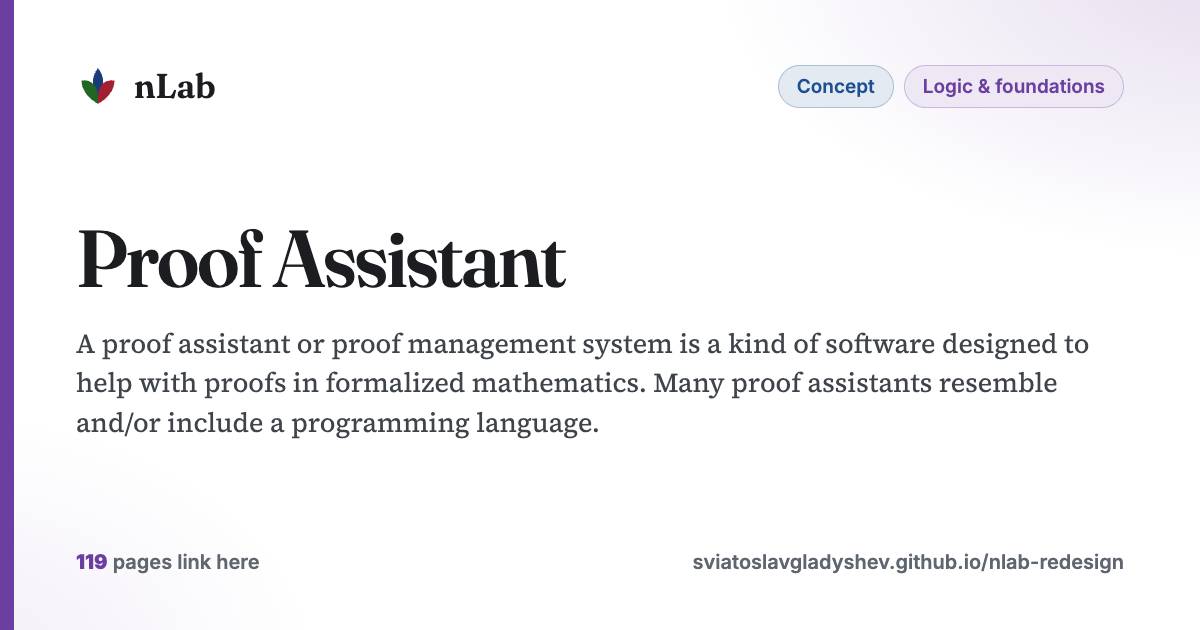 nLab
Concept
Logic & foundations
Proof Assistant
A proof assistant or proof management system is a kind of software designed to
help with proofs in formalized mathematics. Many proof assistants resemble
and/or include a programming language.
119 pages link here
sviatoslavgladyshev.github.io/nlab-redesign